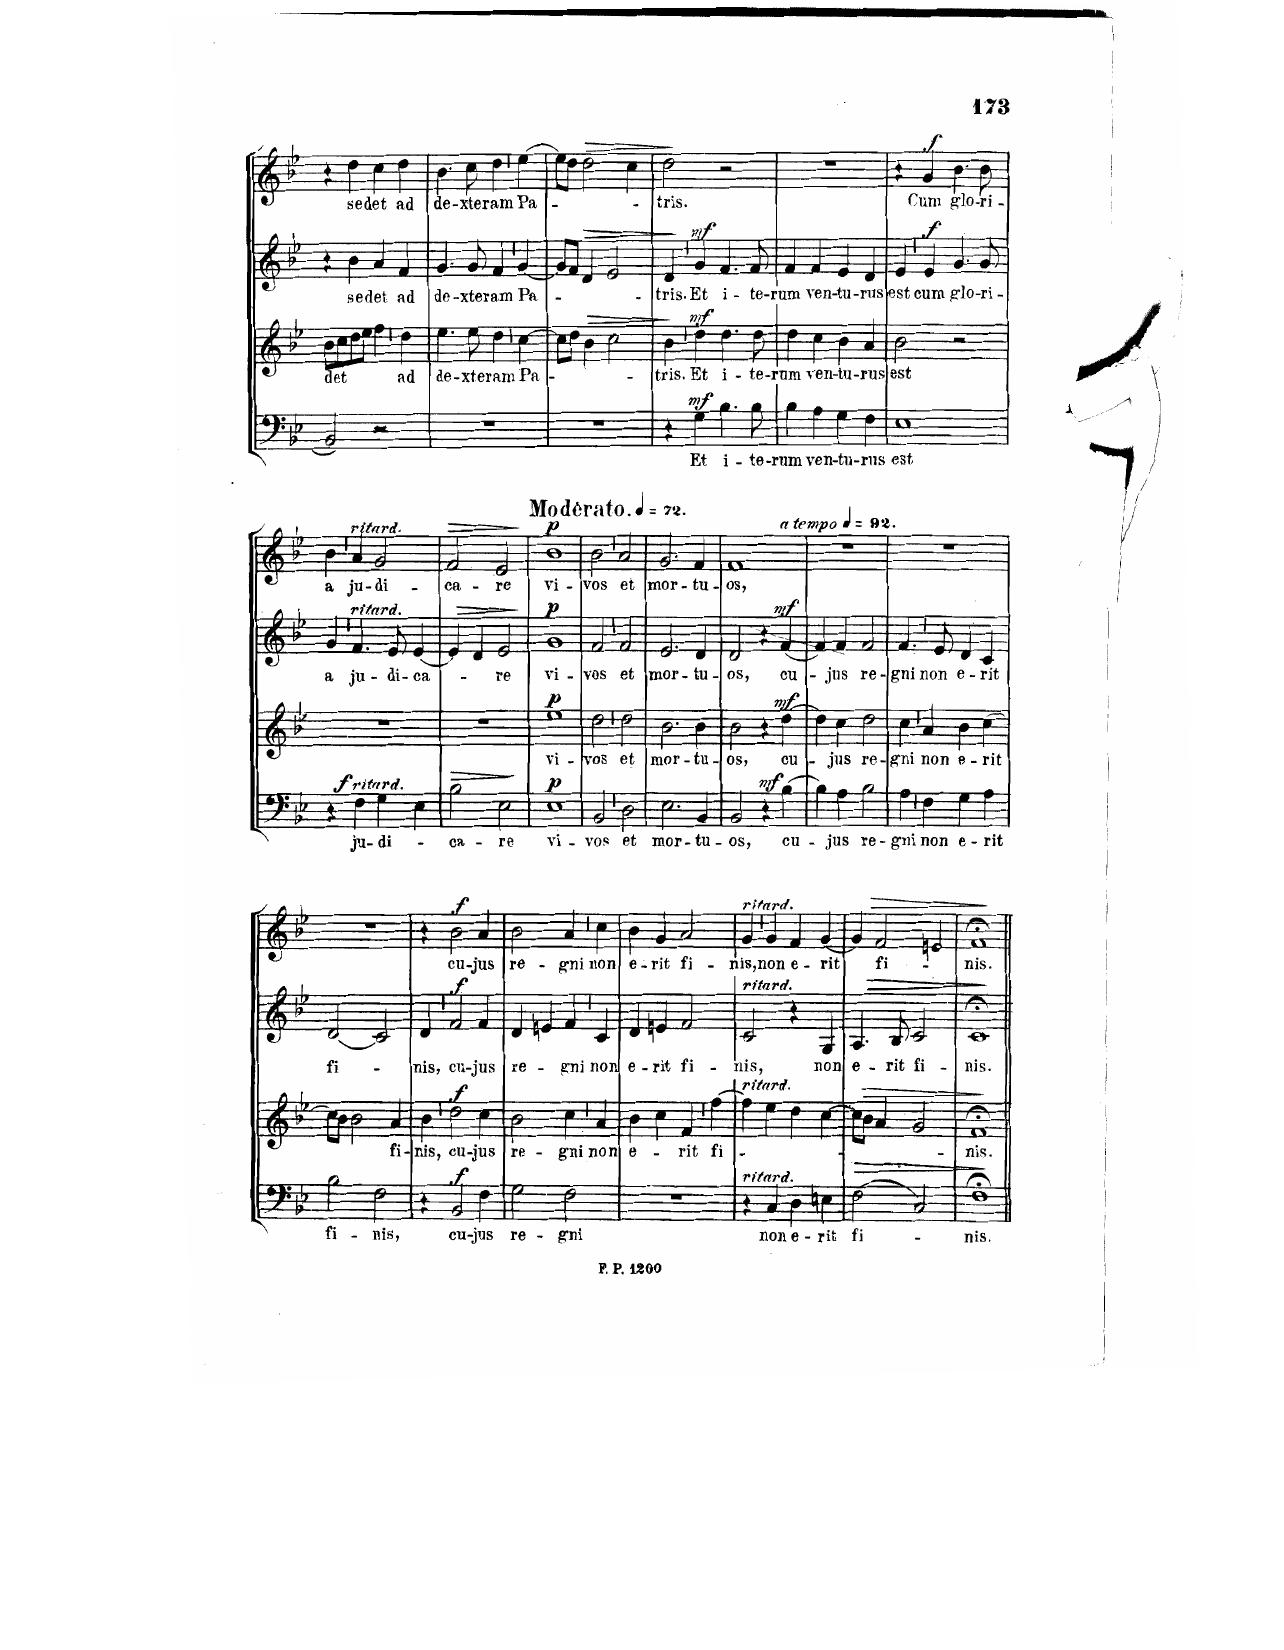 173
f
sedet ad de-xteram Pa - - tris. Cum glo-ri-
mf f
sedet ad de-xteram Pa - - tris. Et i - te-rum ven-tu-rus est cum glo-ri-
mf
det ad de-xteram Pa - - tris. Et i - te-rum ven-tu-rus est
mf
Et i - te-rum ven-tu-rus est
Modérato. ♩ = 72.
ritard. p a tempo ♩ = 92.
a ju-di - ca - re vi - vos et mor - tu - os,
ritard. p mf
a ju - di-ca - re vi - vos et mor - tu - os, cu - jus re - gni non e - rit
p mf
vi - vos et mor - tu - os, cu - jus re - gni non e - rit
f ritard. p mf
ju-di - ca - re vi - vos et mor - tu - os, cu - jus re - gni non e - rit
f ritard.
cu-jus re - gni non e - rit fi - nis, non e - rit fi - nis.
f ritard.
fi - nis, cu-jus re - gni non e - rit fi - nis, non e - rit fi - nis.
f ritard.
fi-nis, cu-jus re - gni non e - rit fi - - - nis.
f ritard.
fi - nis, cu-jus re - gni non e - rit fi - nis.
F. P. 1200